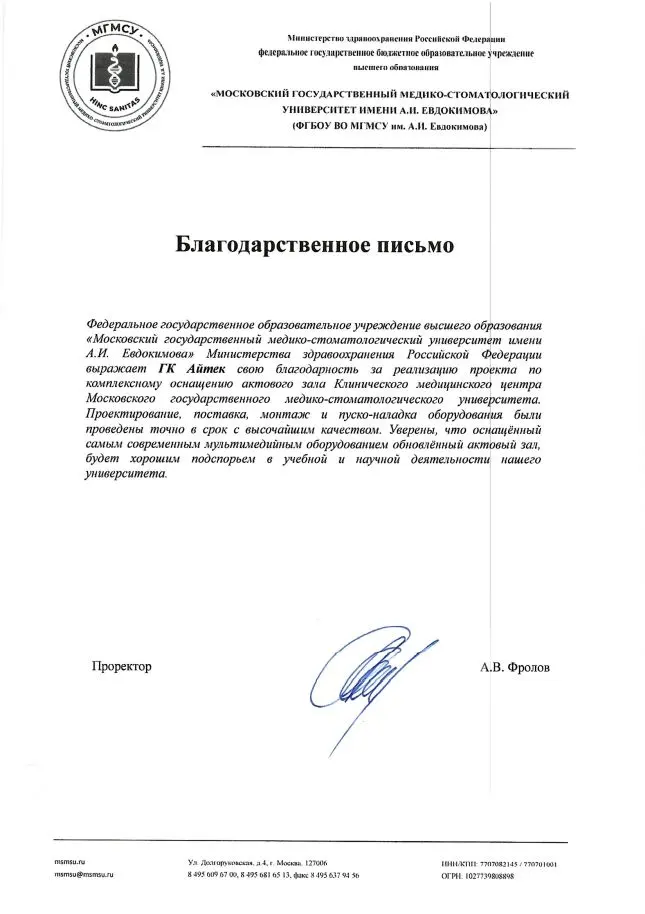 МГМСУ
HINC SANITAS
Министерство здравоохранения Российской Федерации
федеральное государственное бюджетное образовательное учреждение
высшего образования
«МОСКОВСКИЙ ГОСУДАРСТВЕННЫЙ МЕДИКО-СТОМАТОЛОГИЧЕСКИЙ
УНИВЕРСИТЕТ ИМЕНИ А.И. ЕВДОКИМОВА»
(ФГБОУ ВО МГМСУ им. А.И. Евдокимова)
Благодарственное письмо
Федеральное государственное образовательное учреждение высшего образования
«Московский государственный медико-стоматологический университет имени
А.И. Евдокимова» Министерства здравоохранения Российской Федерации
выражает ГК Айтек свою благодарность за реализацию проекта по
комплексному оснащению актового зала Клинического медицинского центра
Московского государственного медико-стоматологического университета.
Проектирование, поставка, монтаж и пуско-наладка оборудования были
проведены точно в срок с высочайшим качеством. Уверены, что оснащённый
самым современным мультимедийным оборудованием обновлённый актовый зал,
будет хорошим подспорьем в учебной и научной деятельности нашего
университета.
Проректор
А.В. Фролов
msmsu.ru
msmsu@msmsu.ru
Ул. Долгоруковская, д.4, г. Москва, 127006
8 495 609 67 00, 8 495 681 65 13, факс 8 495 637 94 56
ИНН/КПП: 7707082145 / 770701001
ОГРН: 1027739808898